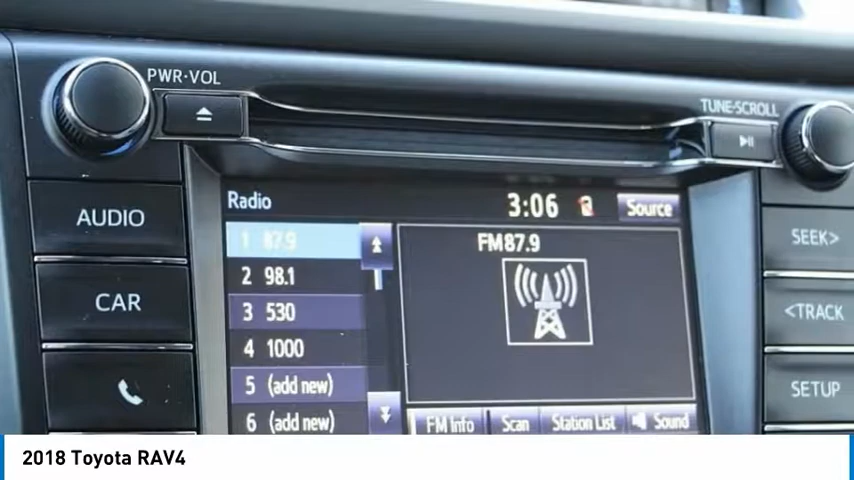 PWR·VOL
TUNE·SCROLL
AUDIO
CAR
Radio
3:06
Source
1 87.9
2 98.1
3 530
4 1000
5 (add new)
6 (add new)
FM87.9
FM Info
Scan
Station List
Sound
SEEK>
<TRACK
SETUP
2018 Toyota RAV4